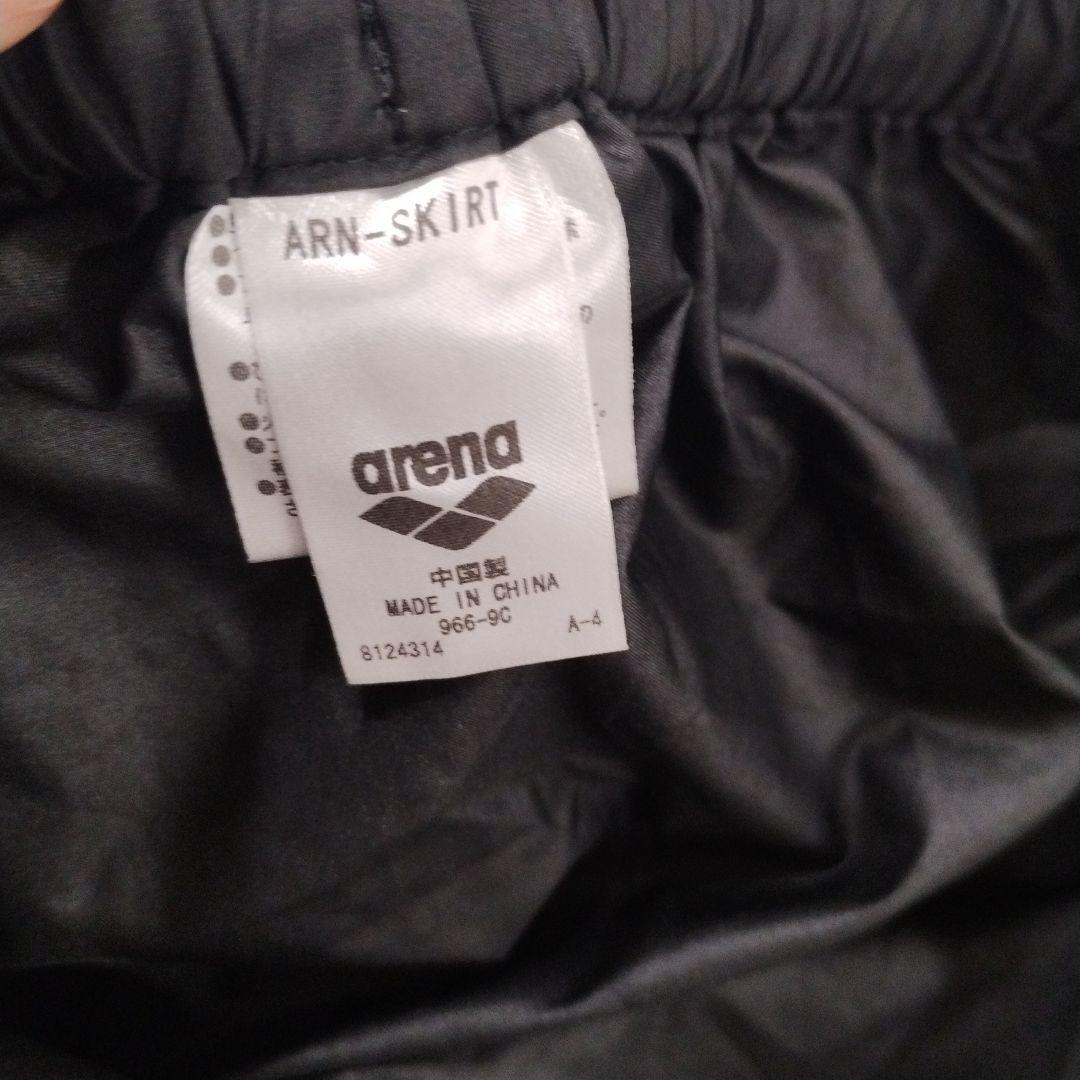 ARN-SKIRT
arena
中国製
MADE IN CHINA
966-9C
A-4
8124314